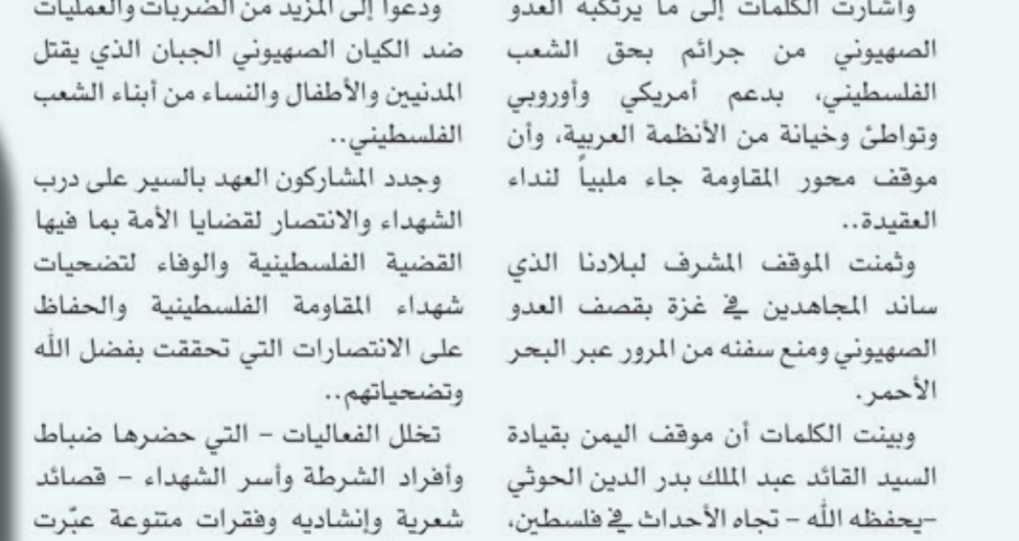 وأشارت الكلمات إلى ما يرتكبه العدو
الصهيوني من جرائم بحق الشعب
الفلسطيني، بدعم أمريكي وأوروبي
وتواطئ وخيانة من الأنظمة العربية، وأن
موقف محور المقاومة جاء ملبياً لنداء
العقيدة..
وثمنت الموقف المشرف لبلادنا الذي
ساند المجاهدين في غزة بقصف العدو
الصهيوني ومنع سفنه من المرور عبر البحر
الأحمر.
وبينت الكلمات أن موقف اليمن بقيادة
السيد القائد عبد الملك بدر الدين الحوثي
–يحفظه الله – تجاه الأحداث في فلسطين،
ودعوا إلى المزيد من الضربات والعمليات
ضد الكيان الصهيوني الجبان الذي يقتل
المدنيين والأطفال والنساء من أبناء الشعب
الفلسطيني..
وجدد المشاركون العهد بالسير على درب
الشهداء والانتصار لقضايا الأمة بما فيها
القضية الفلسطينية والوفاء لتضحيات
شهداء المقاومة الفلسطينية والحفاظ
على الانتصارات التي تحققت بفضل الله
وتضحياتهم..
تخلل الفعاليات – التي حضرها ضباط
وأفراد الشرطة وأسر الشهداء – قصائد
شعرية وإنشاديه وفقرات متنوعة عبّرت